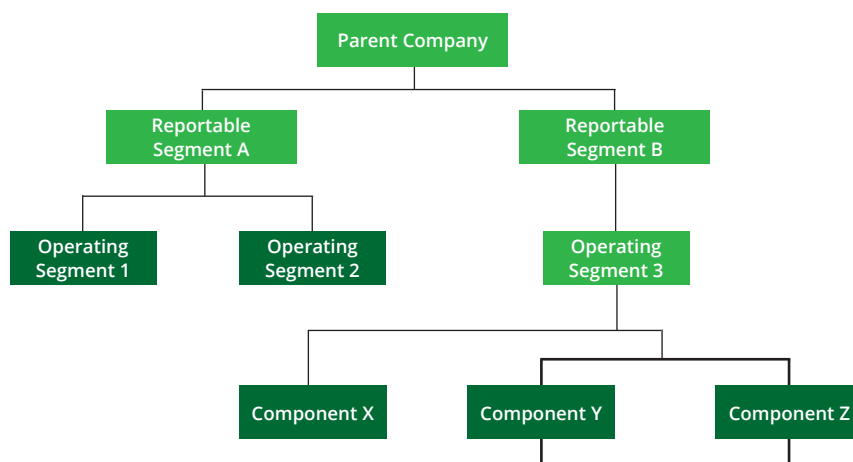 Parent Company
Reportable
Segment A
Reportable
Segment B
Operating
Segment 1
Operating
Segment 2
Operating
Segment 3
Component X
Component Y
Component Z